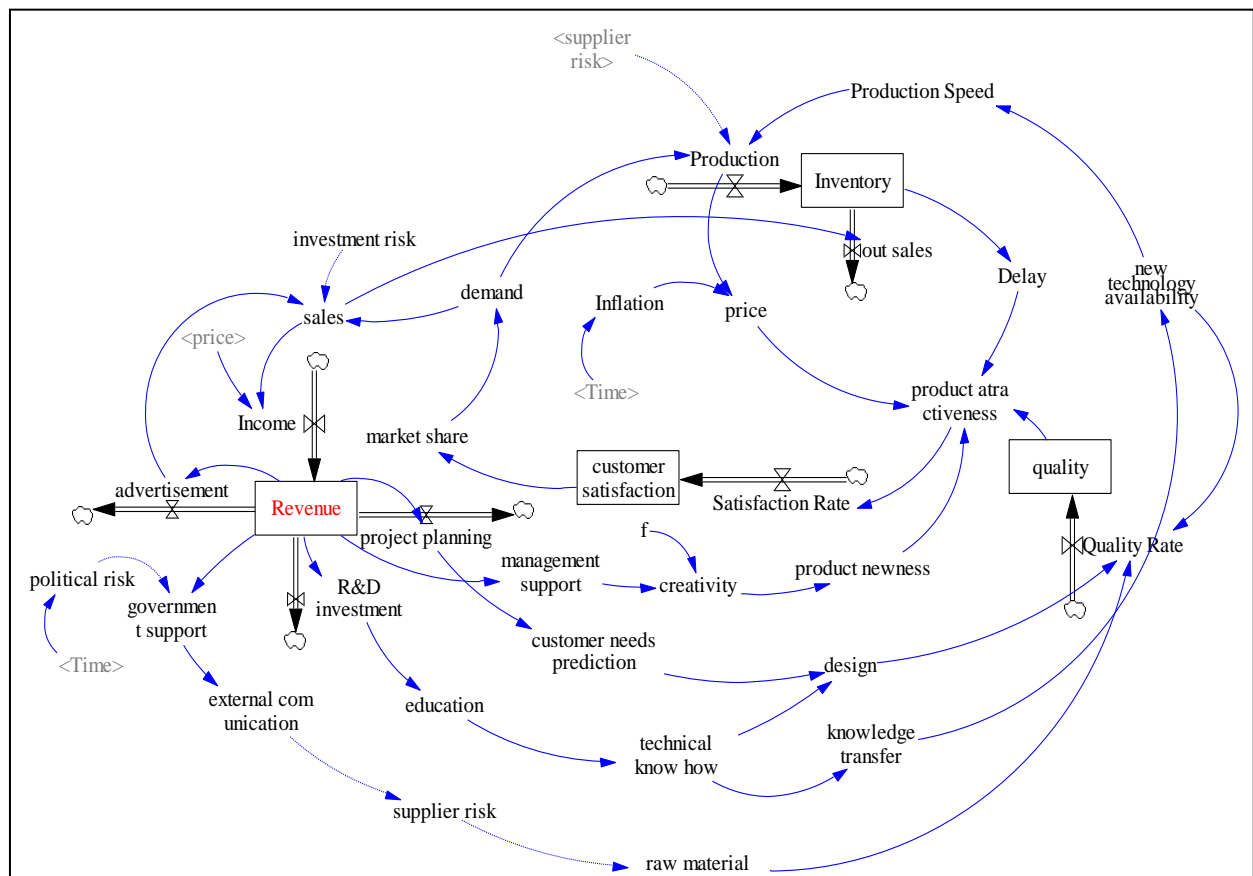 <supplier
risk>
Production Speed
Production
Inventory
investment risk
out sales
new
technology
availability
Delay
demand
Inflation
price
sales
<price>
<Time>
product atra
ctiveness
Income
market share
customer
satisfaction
quality
advertisement
Revenue
Satisfaction Rate
project planning
f
Quality Rate
management
support
creativity
product newness
political risk
R&D
investment
governmen
t support
customer needs
prediction
<Time>
design
external com
unication
education
technical
know how
knowledge
transfer
supplier risk
raw material